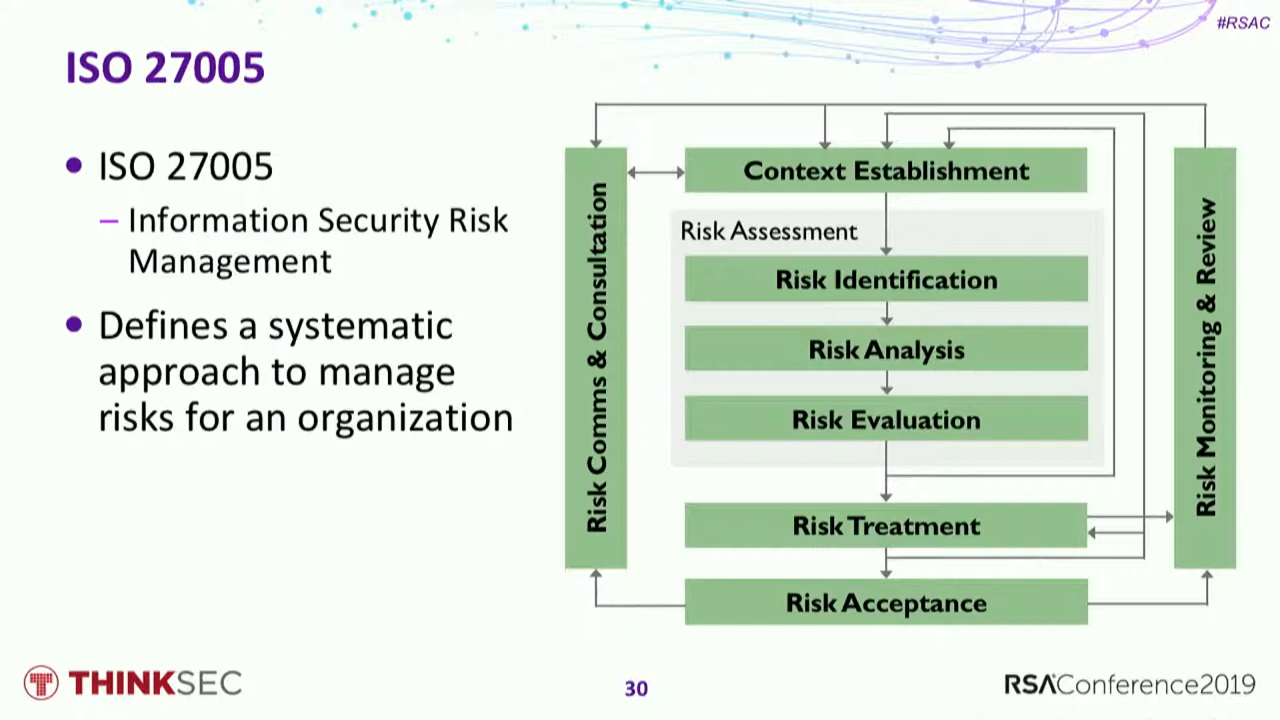 #RSAC
ISO 27005
• ISO 27005
– Information Security Risk
Management
• Defines a systematic
approach to manage
risks for an organization
Risk Comms & Consultation
Context Establishment
Risk Assessment
Risk Identification
Risk Analysis
Risk Evaluation
Risk Treatment
Risk Acceptance
Risk Monitoring & Review
THINKSEC
30
RSAConference2019